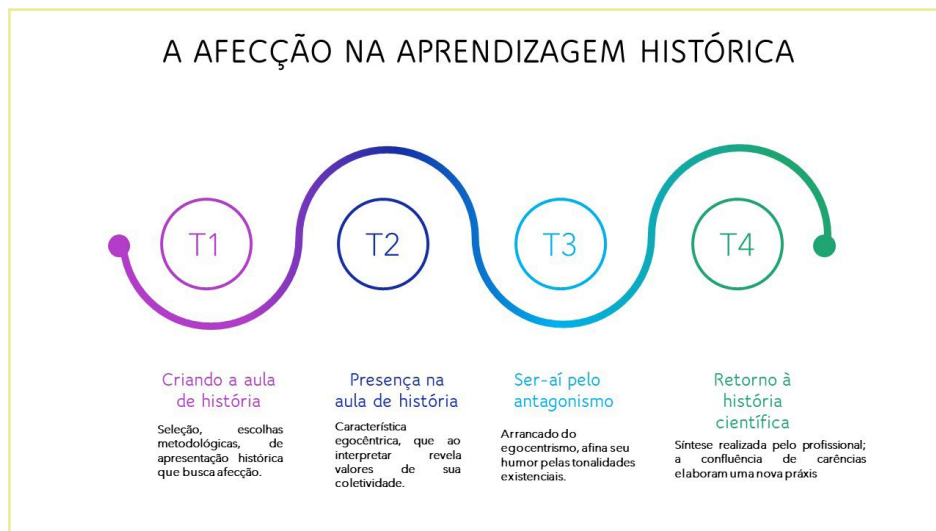 A AFECÇÃO NA APRENDIZAGEM HISTÓRICA
T1
T2
T3
T4
Criando a aula
de história
Seleção, escolhas
metodológicas, de
apresentação histórica
que busca afecção.
Presença na
aula de história
Característica
egocêntrica, que ao
interpretar revela
valores de sua
coletividade.
Ser-aí pelo
antagonismo
Arrancado do
egocentrismo, afina seu
humor pelas tonalidades
existenciais.
Retorno à
história
científica
Síntese realizada pelo profissional;
a confluência de carências
elaboram uma nova práxis